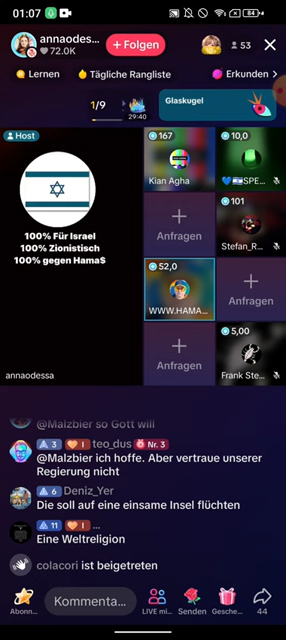 01:03
84
annaodes...
72.0K
+ Folgen
53
Lernen
Tägliche Rangliste
Erkunden
1/9
29:40
Glaskugel
Host
167
10,0
100% Für Israel
100% Zionistisch
100% gegen Hama$
Kian Agha
SPE...
Anfragen
101
Stefan_R...
52,0
WWW.HAMA...
Anfragen
Anfragen
5,00
Frank Ste...
annaodessa
@Malzbier so Gott will
3 I teo_dus Nr. 3
@Malzbier ich hoffe. Aber vertraue unserer
Regierung nicht
6 Deniz_Yer
Die soll auf eine einsame Insel flüchten
11 I ...
Eine Weltreligion
colacori ist beigetreten
Abonn...
Kommenta...
LIVE mi...
Senden
Gesche...
44